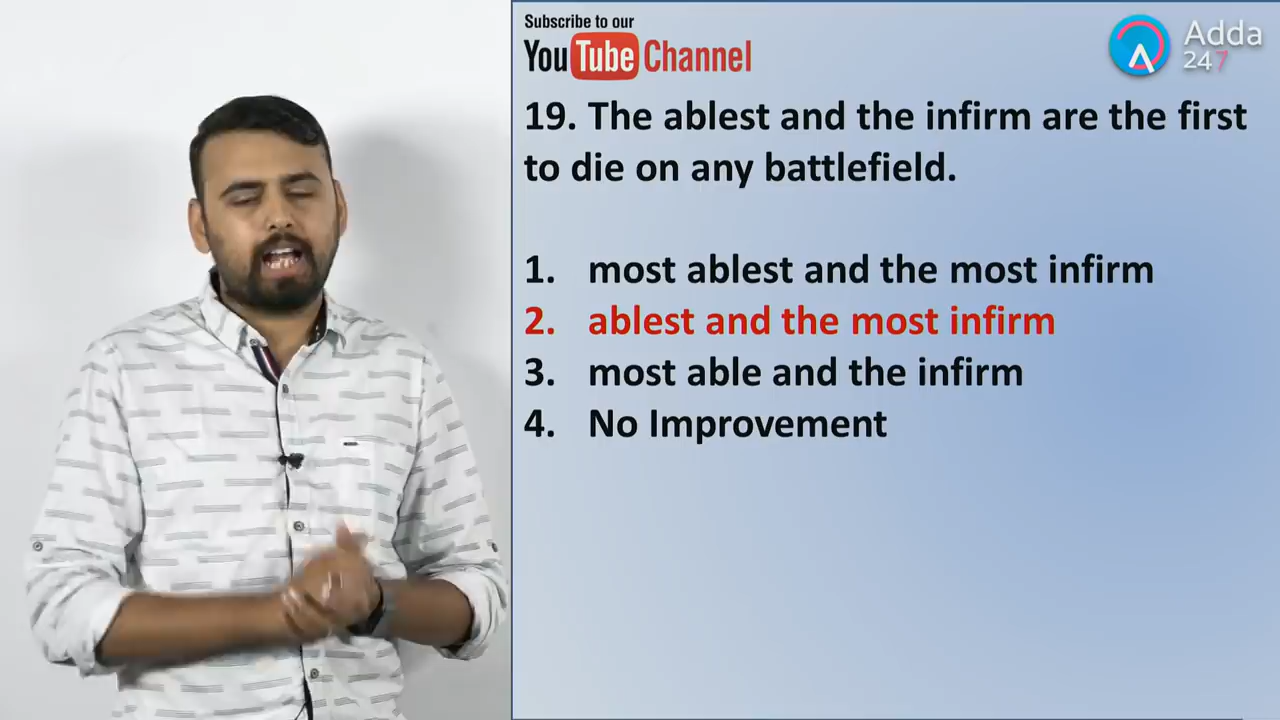 Subscribe to our
YouTube Channel
Adda
247
19. The ablest and the infirm are the first
to die on any battlefield.
1. most ablest and the most infirm
2. ablest and the most infirm
3. most able and the infirm
4. No Improvement